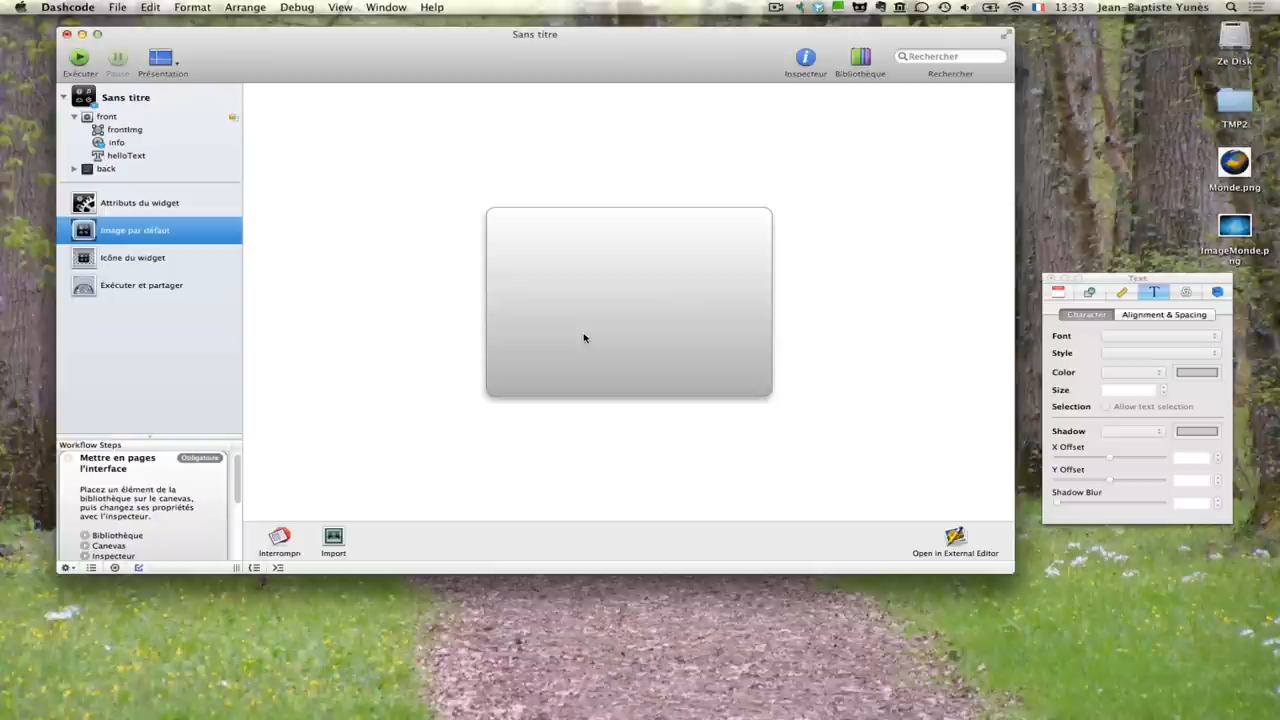 Dashcode File Edit Format Arrange Debug View Window Help 13:33 Jean-Baptiste Yunès
Sans titre
Exécuter Pause Présentation Inspecteur Bibliothèque Rechercher
Rechercher
Ze Disk
Sans titre
front
frontImg
info
helloText
back
TMP2
Monde.png
Attributs du widget
Image par défaut
Icône du widget
Exécuter et partager
ImageMonde.p
ng
Text
Character Alignment & Spacing
Font
Style
Color
Size
Selection Allow text selection
Shadow
X Offset
Y Offset
Shadow Blur
Workflow Steps
Mettre en pages
l'interface
Obligatoire
Placez un élément de la
bibliothèque sur le canevas,
puis changez ses propriétés
avec l'inspecteur.
Bibliothèque
Canevas
Inspecteur
Interrompre
Import
Open in External Editor